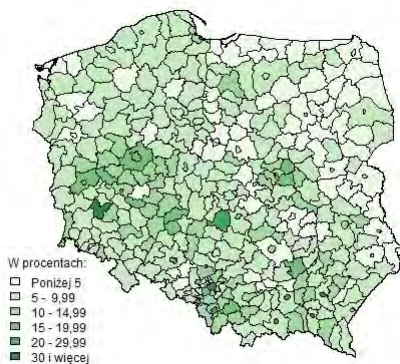 W procentach:
Poniżej 5
5 - 9,99
10 - 14,99
15 - 19,99
20 - 29,99
30 i więcej